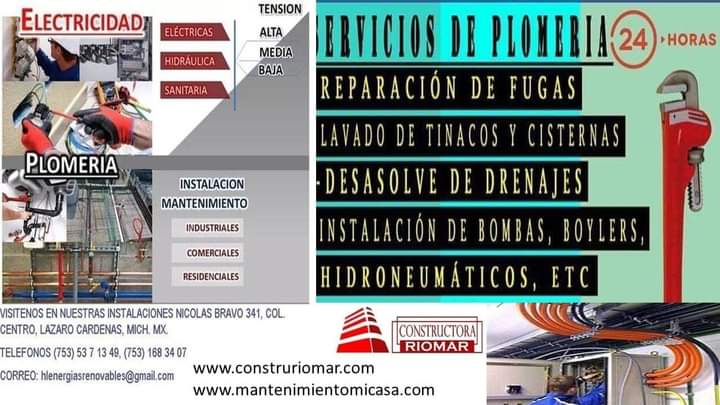 ELECTRICIDAD
PLOMERIA
TENSION
ELÉCTRICAS
HIDRÁULICA
SANITARIA
ALTA
MEDIA
BAJA
INSTALACION
MANTENIMIENTO
INDUSTRIALES
COMERCIALES
RESIDENCIALES
SERVICIOS DE PLOMERIA
24 HORAS
REPARACIÓN DE FUGAS
LAVADO DE TINACOS Y CISTERNAS
-DESASOLVE DE DRENAJES
INSTALACIÓN DE BOMBAS, BOYLERS,
HIDRONEUMÁTICOS, ETC
VISITENOS EN NUESTRAS INSTALACIONES NICOLAS BRAVO 341, COL.
CENTRO, LAZARO CARDENAS, MICH. MX.
TELEFONOS (753) 53 7 13 49, (753) 168 34 07
CORREO: hlenergiasrenovables@gmail.com
CONSTRUCTORA
RIOMAR
www.construriomar.com
www.mantenimientomicasa.com